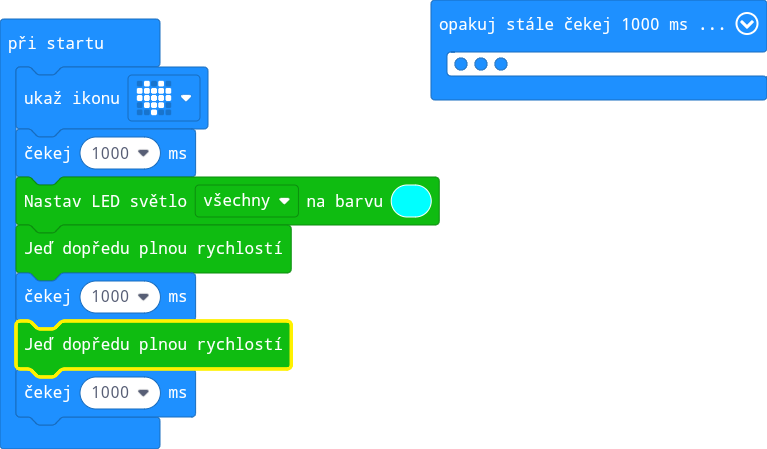 při startu
ukaž ikonu
čekej 1000 ms
Nastav LED světlo všechny na barvu
Jeď dopředu plnou rychlostí
čekej 1000 ms
Jeď dopředu plnou rychlostí
čekej 1000 ms
opakuj stále čekej 1000 ms ...